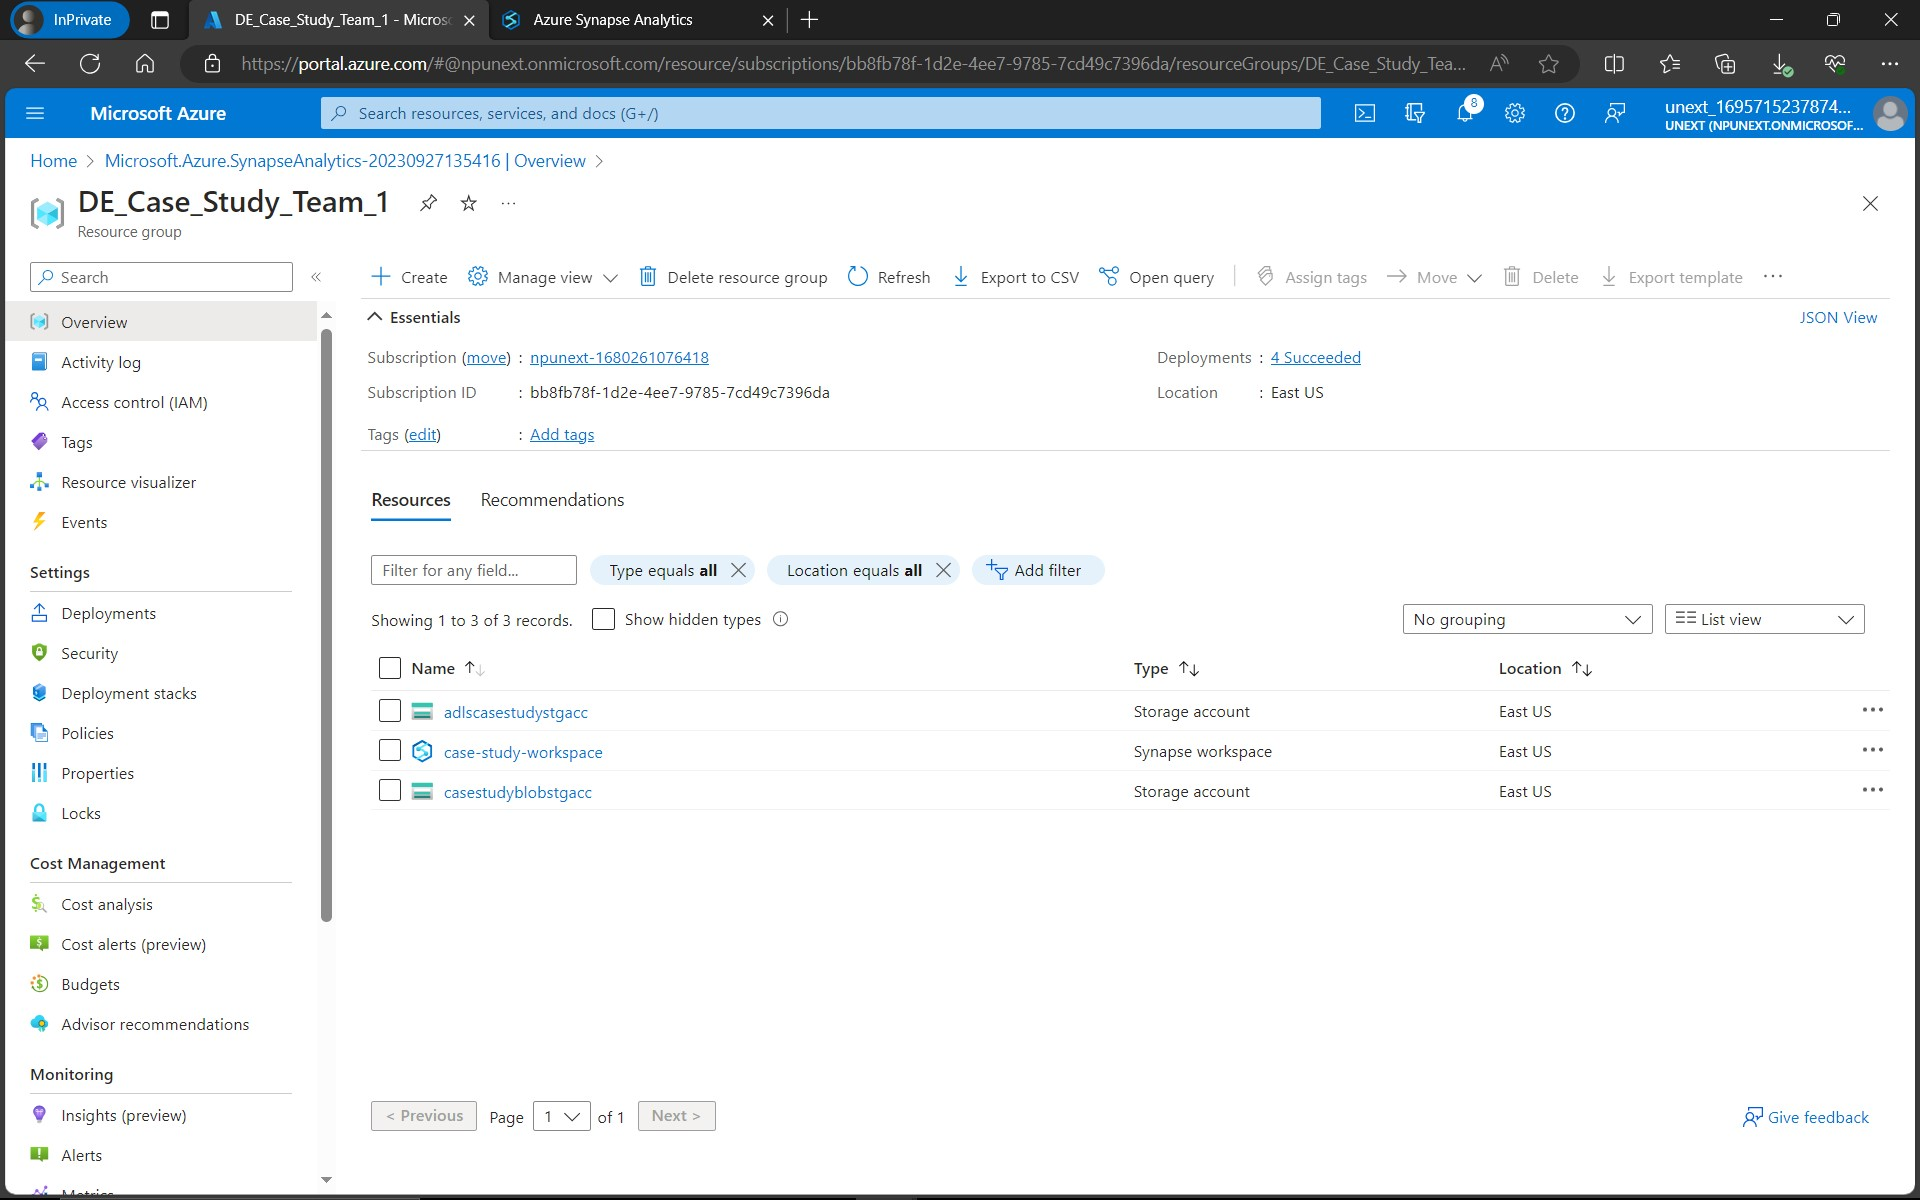 InPrivate
DE_Case_Study_Team_1 - Micros
Azure Synapse Analytics
https://portal.azure.com/#@npunext.onmicrosoft.com/resource/subscriptions/bb8fb78f-1d2e-4ee7-9785-7cd49c7396da/resourceGroups/DE_Case_Study_Tea...
Microsoft Azure
Search resources, services, and docs (G+/)
8
unext_1695715237874...
UNEXT (NPUNEXT.ONMICROSOF...
Home > Microsoft.Azure.SynapseAnalytics-20230927135416 | Overview >
DE_Case_Study_Team_1
Resource group
Search
Create
Manage view
Delete resource group
Refresh
Export to CSV
Open query
Assign tags
Move
Delete
Export template
Overview
Activity log
Access control (IAM)
Tags
Resource visualizer
Events
Settings
Deployments
Security
Deployment stacks
Policies
Properties
Locks
Cost Management
Cost analysis
Cost alerts (preview)
Budgets
Advisor recommendations
Monitoring
Insights (preview)
Alerts
Metrics
Essentials
JSON View
Subscription (move) : npunext-1680261076418
Deployments : 4 Succeeded
Subscription ID : bb8fb78f-1d2e-4ee7-9785-7cd49c7396da
Location : East US
Tags (edit) : Add tags
Resources
Recommendations
Filter for any field...
Type equals all
Location equals all
Add filter
Showing 1 to 3 of 3 records.
Show hidden types
No grouping
List view
Name
Type
Location
adlscasestudystgacc
Storage account
East US
case-study-workspace
Synapse workspace
East US
casestudyblobstgacc
Storage account
East US
< Previous
Page 1 of 1
Next >
Give feedback